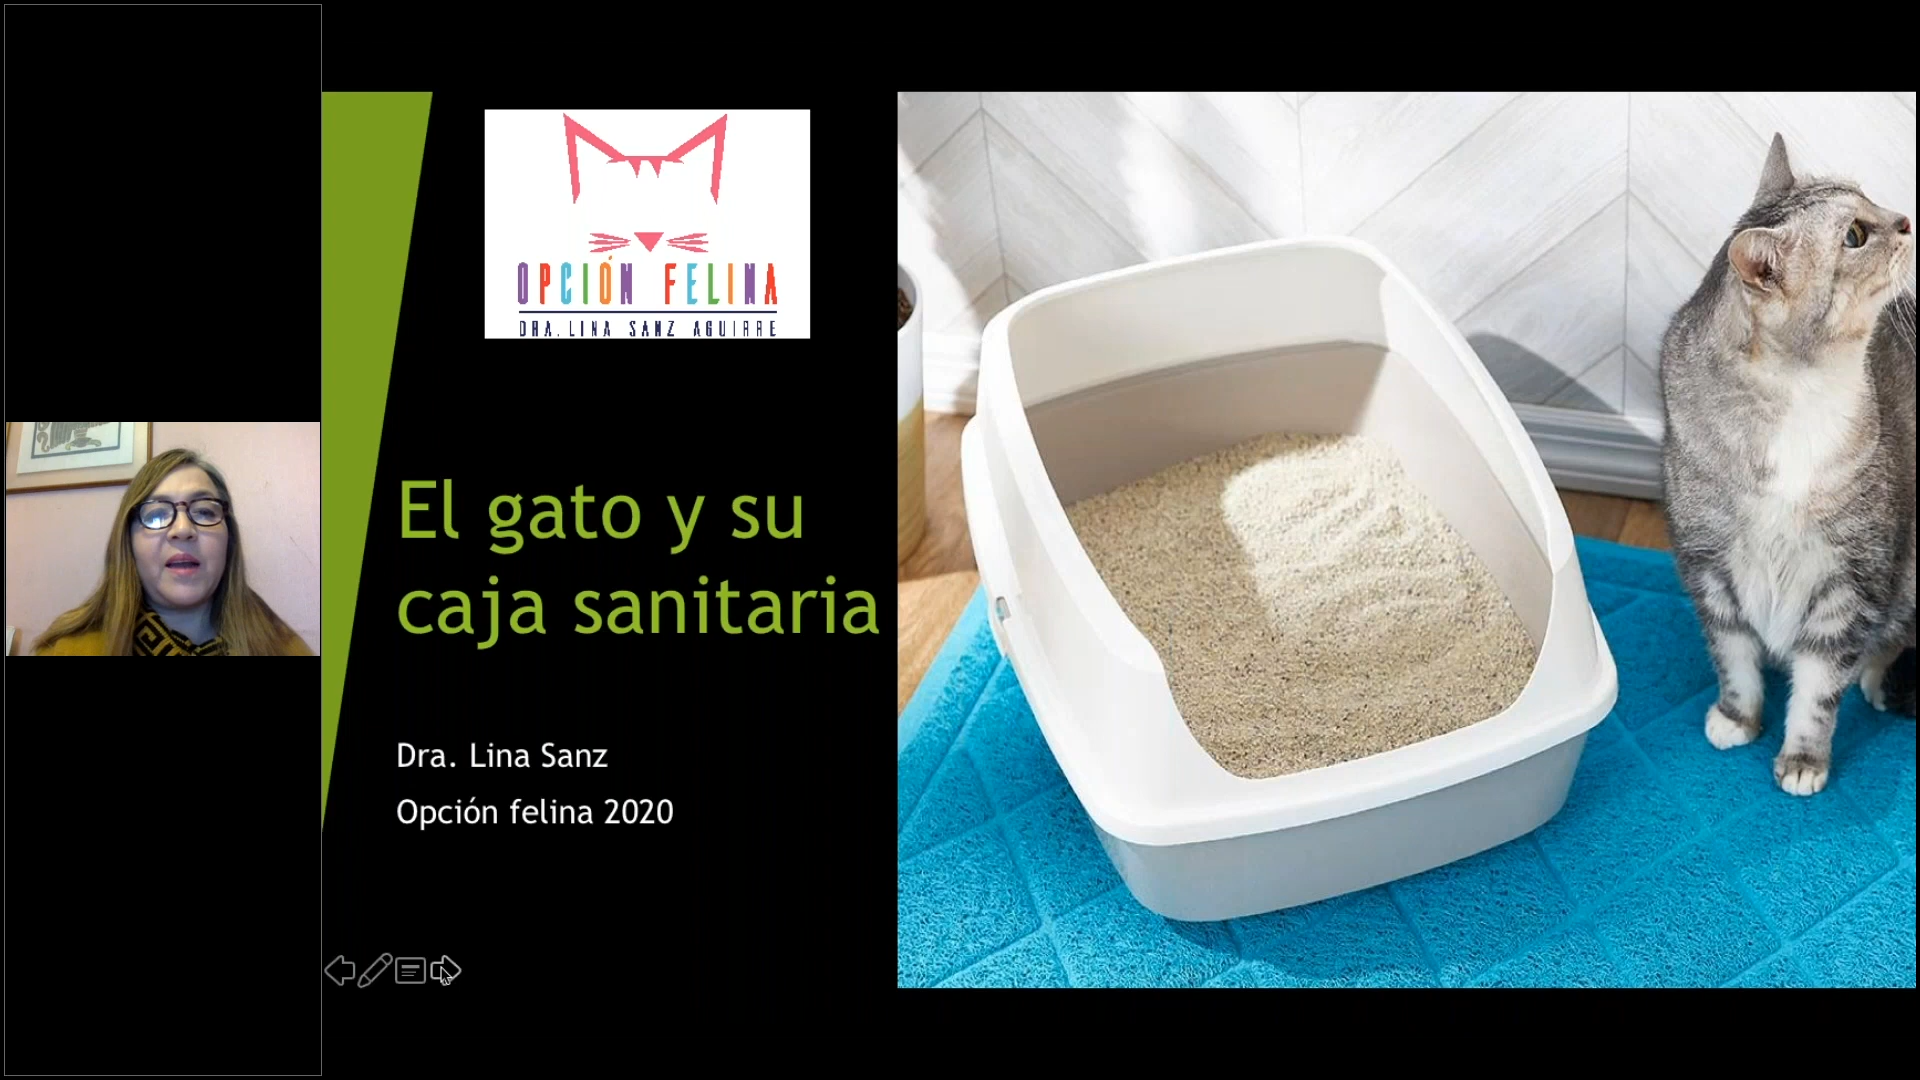 OPCIÓN FELINA
DRA. LINA SANZ AGUIRRE
El gato y su
caja sanitaria
Dra. Lina Sanz
Opción felina 2020